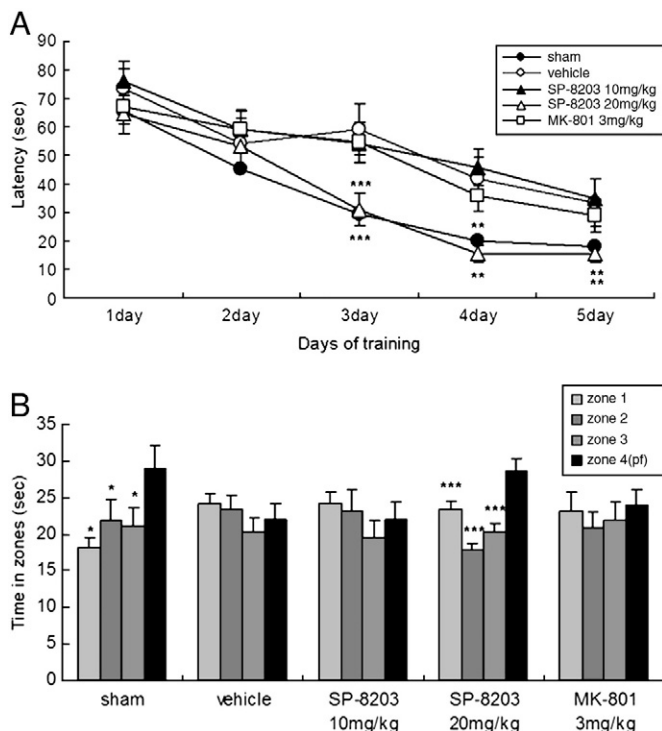 A
90
80
70
60
50
40
30
20
10
0
Latency (sec)
sham
vehicle
SP-8203 10mg/kg
SP-8203 20mg/kg
MK-801 3mg/kg
***
***
**
**
**
**
1day 2day 3day 4day 5day
Days of training
B
35
30
25
20
15
10
5
0
Time in zones (sec)
zone 1
zone 2
zone 3
zone 4(pf)
* * *
*** *** ***
sham vehicle SP-8203 SP-8203 MK-801
10mg/kg 20mg/kg 3mg/kg